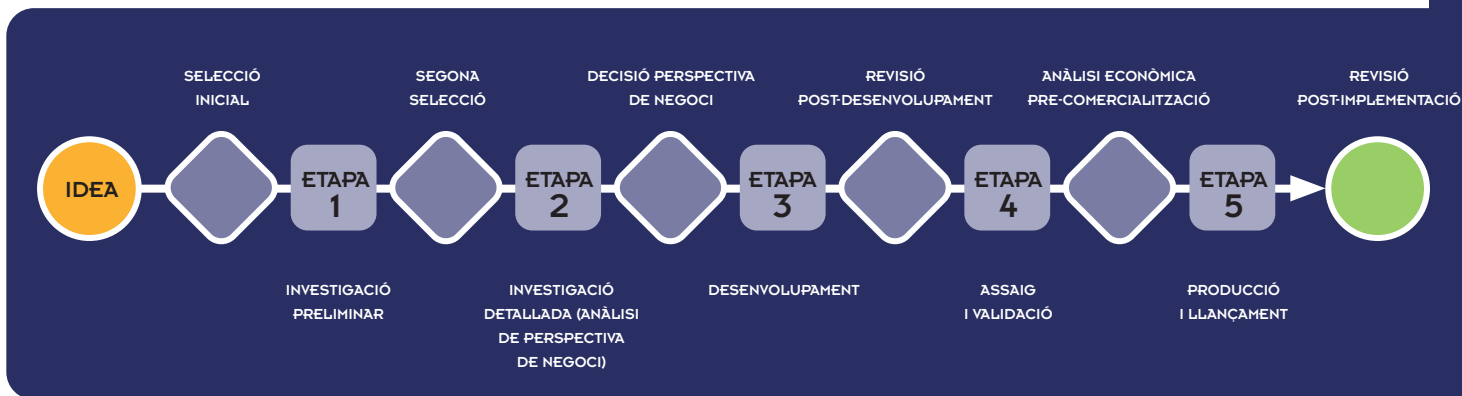 SELECCIÓ
INICIAL
SEGONA
SELECCIÓ
DECISIÓ PERSPECTIVA
DE NEGOCI
REVISIÓ
POST-DESENVOLUPAMENT
ANÀLISI ECONÒMICA
PRE-COMERCIALITZACIÓ
REVISIÓ
POST-IMPLEMENTACIÓ
IDEA
ETAPA
1
ETAPA
2
ETAPA
3
ETAPA
4
ETAPA
5
INVESTIGACIÓ
PRELIMINAR
INVESTIGACIÓ
DETALLADA (ANÀLISI
DE PERSPECTIVA
DE NEGOCI)
DESENVOLUPAMENT
ASSAIG
I VALIDACIÓ
PRODUCCIÓ
I LLANÇAMENT